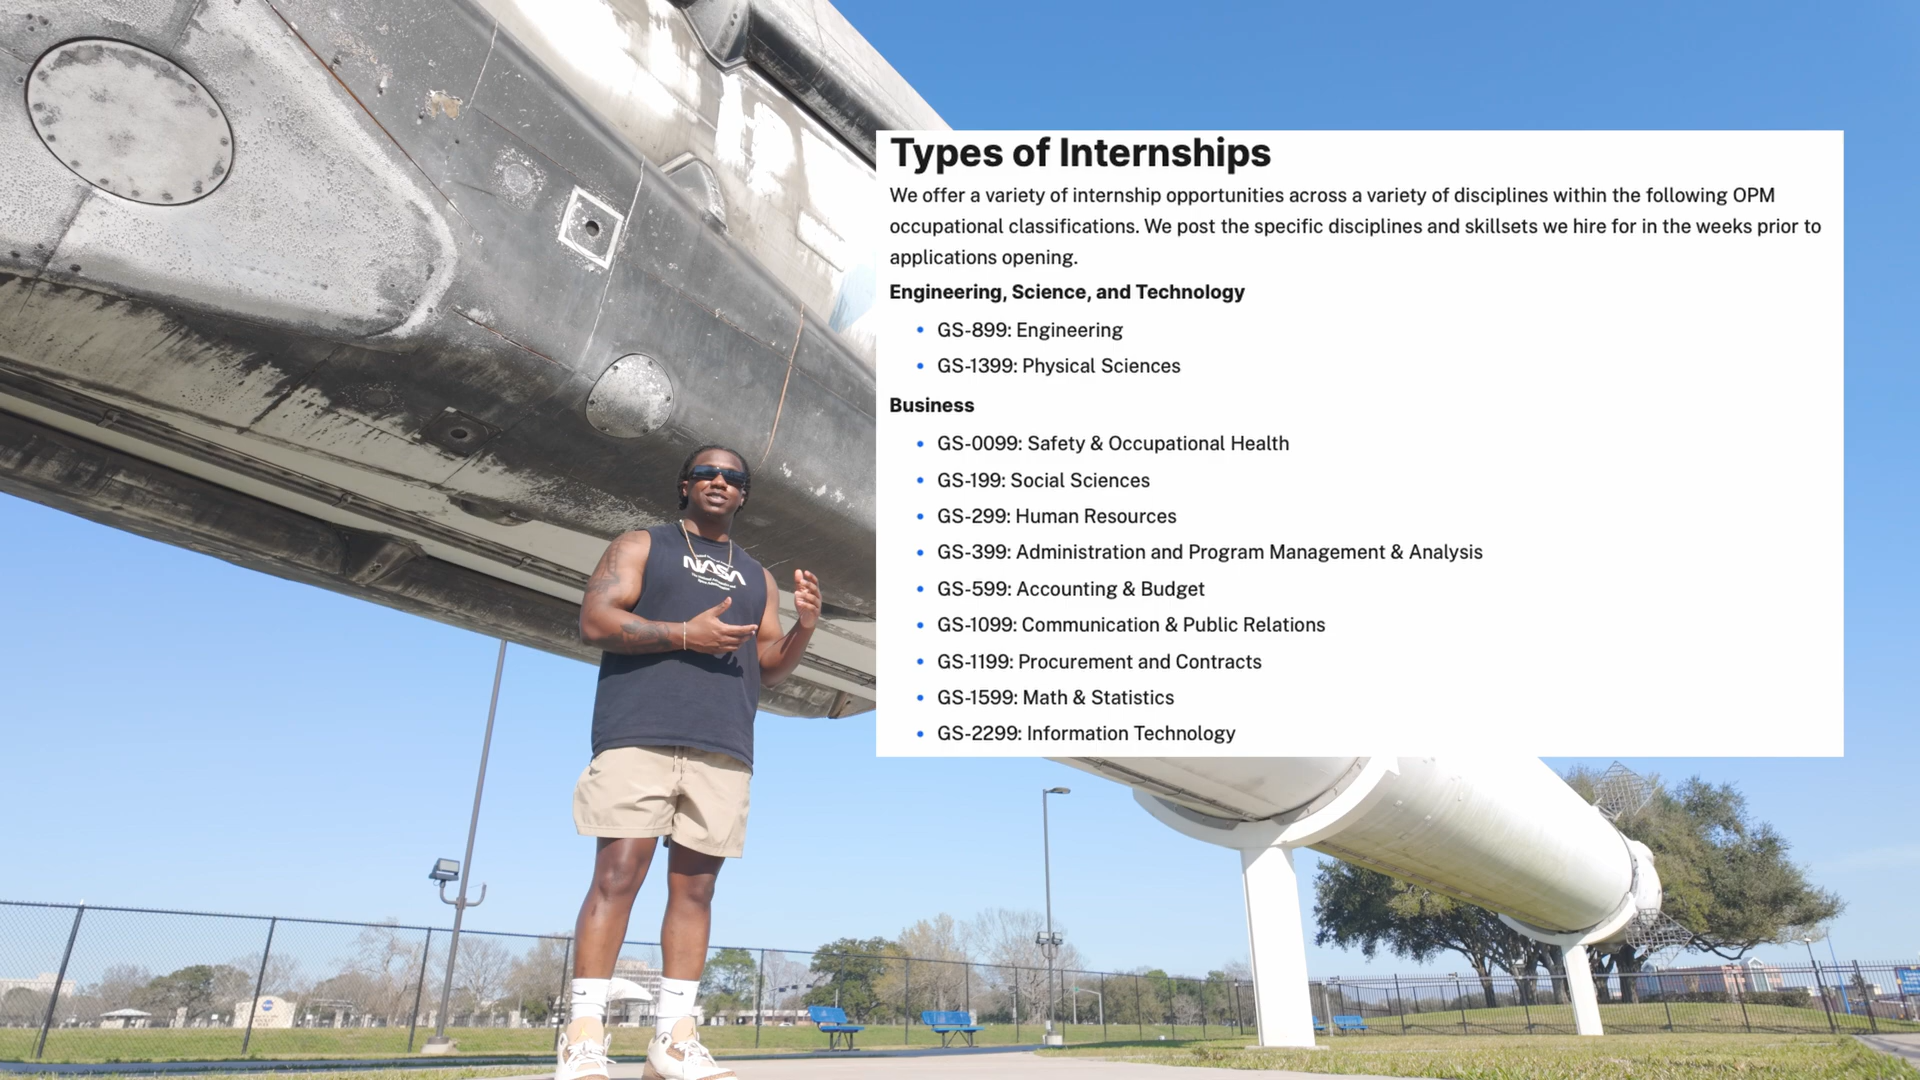 Types of Internships
We offer a variety of internship opportunities across a variety of disciplines within the following OPM
occupational classifications. We post the specific disciplines and skillsets we hire for in the weeks prior to
applications opening.
Engineering, Science, and Technology
• GS-899: Engineering
• GS-1399: Physical Sciences
Business
• GS-0099: Safety & Occupational Health
• GS-199: Social Sciences
• GS-299: Human Resources
• GS-399: Administration and Program Management & Analysis
• GS-599: Accounting & Budget
• GS-1099: Communication & Public Relations
• GS-1199: Procurement and Contracts
• GS-1599: Math & Statistics
• GS-2299: Information Technology
NASA